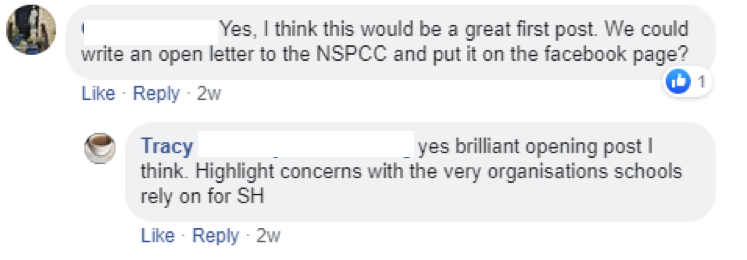 Yes, I think this would be a great first post. We could
write an open letter to the NSPCC and put it on the facebook page?
1
Like · Reply · 2w
Tracy yes brilliant opening post I
think. Highlight concerns with the very organisations schools
rely on for SH
Like · Reply · 2w